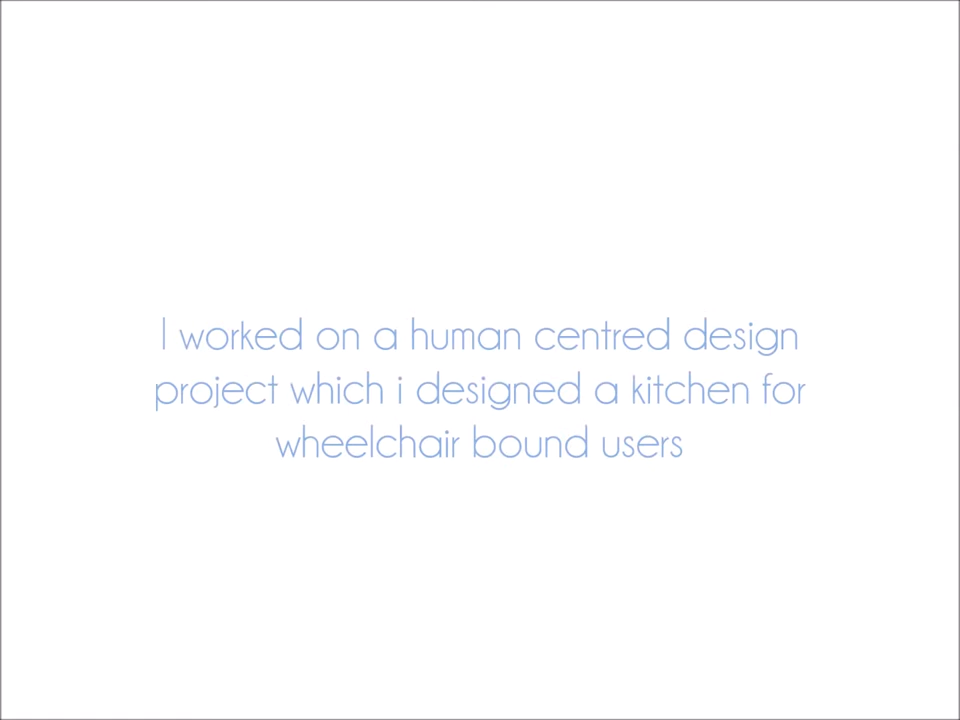 I worked on a human centred design
project which i designed a kitchen for
wheelchair bound users